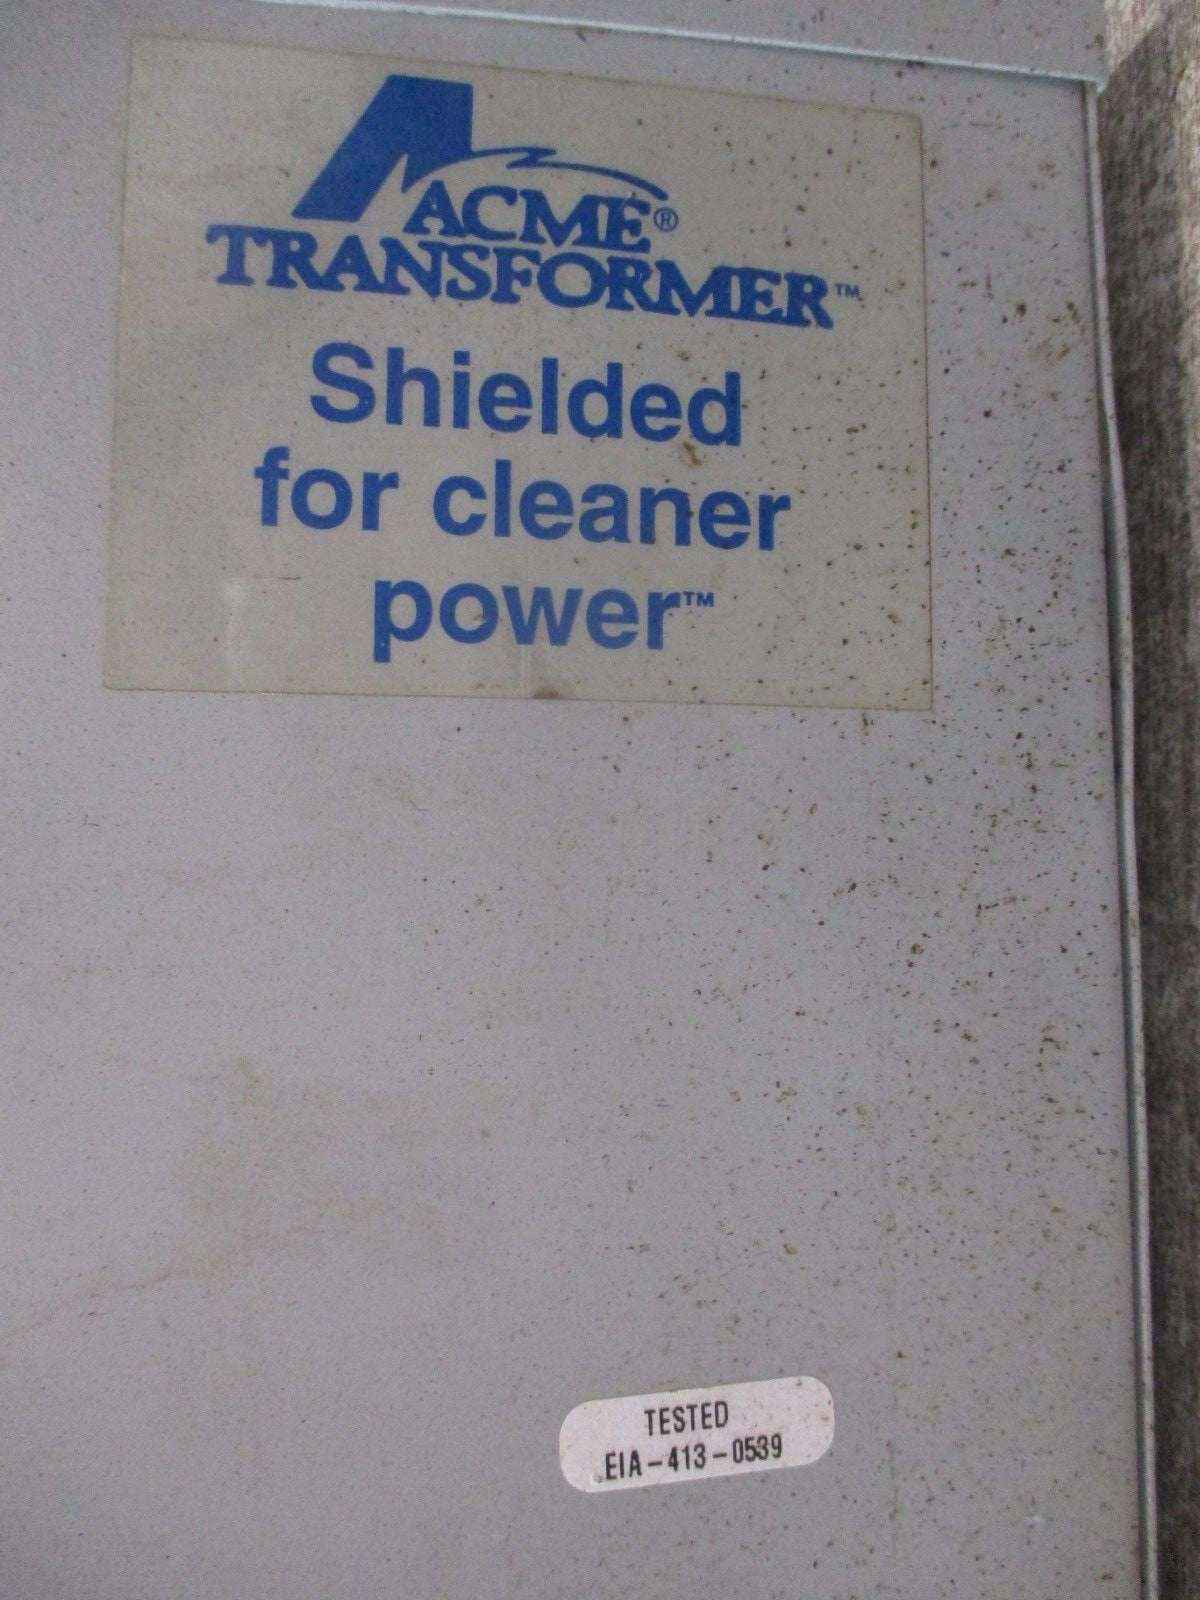 ACME®
TRANSFORMER™
Shielded
for cleaner
power™
TESTED
EIA-413-0539